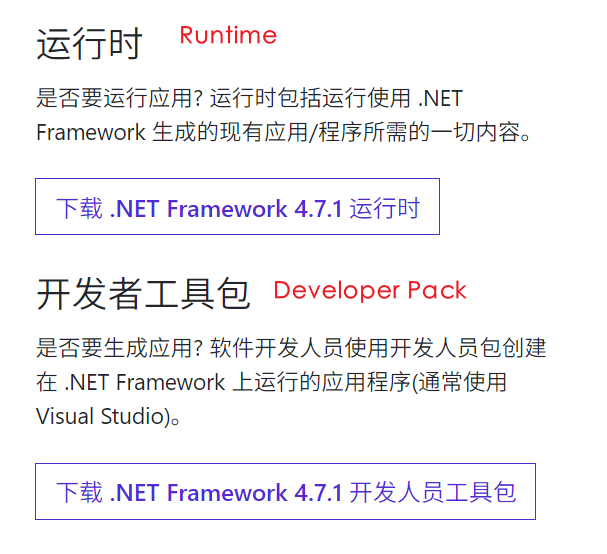 运行时 Runtime
是否要运行应用? 运行时包括运行使用 .NET
Framework 生成的现有应用/程序所需的一切内容。
下载 .NET Framework 4.7.1 运行时
开发者工具包 Developer Pack
是否要生成应用? 软件开发人员使用开发人员包创建
在 .NET Framework 上运行的应用程序(通常使用
Visual Studio)。
下载 .NET Framework 4.7.1 开发人员工具包